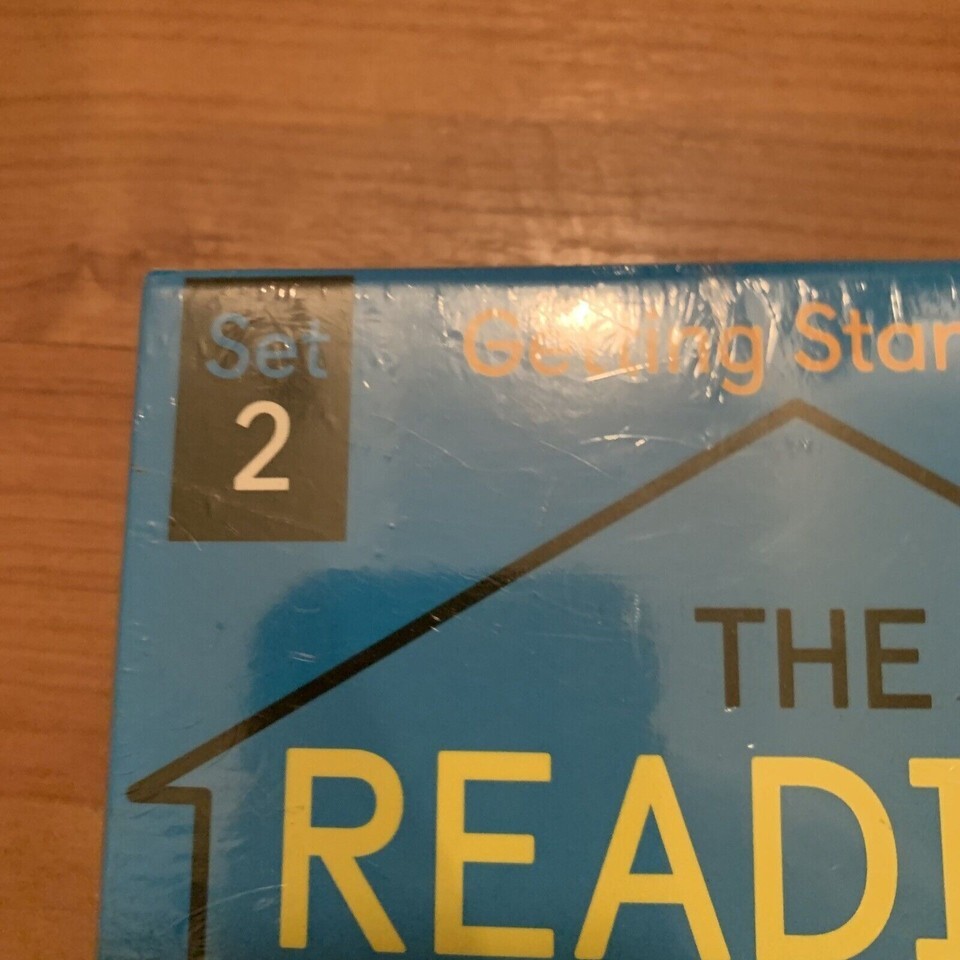 Set
2
Getting Star
THE
READI